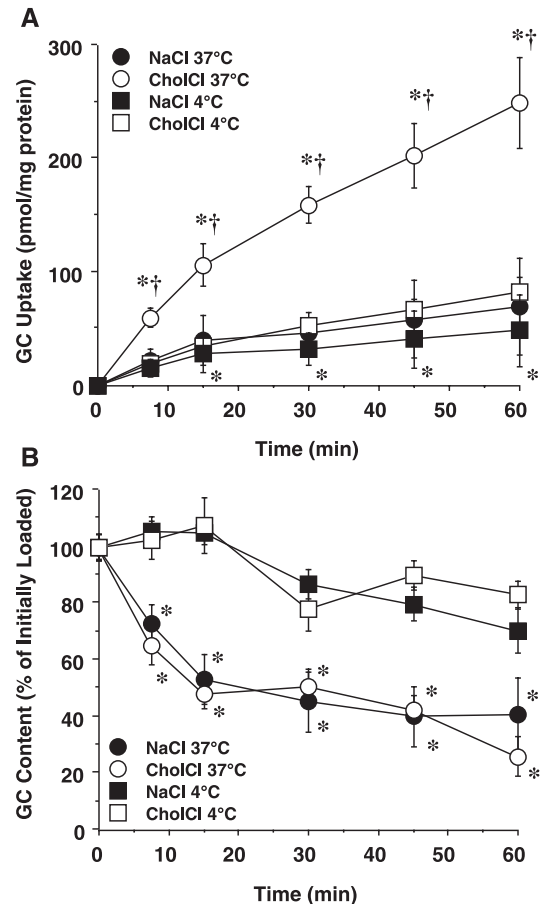 A
300
200
100
0
GC Uptake (pmol/mg protein)
NaCl 37°C
CholCl 37°C
NaCl 4°C
CholCl 4°C
*†
*†
*†
*†
*†
*
*
*
*
0 10 20 30 40 50 60
Time (min)
B
120
100
80
60
40
20
0
GC Content (% of Initially Loaded)
*
*
*
*
*
*
*
*
*
*
NaCl 37°C
CholCl 37°C
NaCl 4°C
CholCl 4°C
0 10 20 30 40 50 60
Time (min)